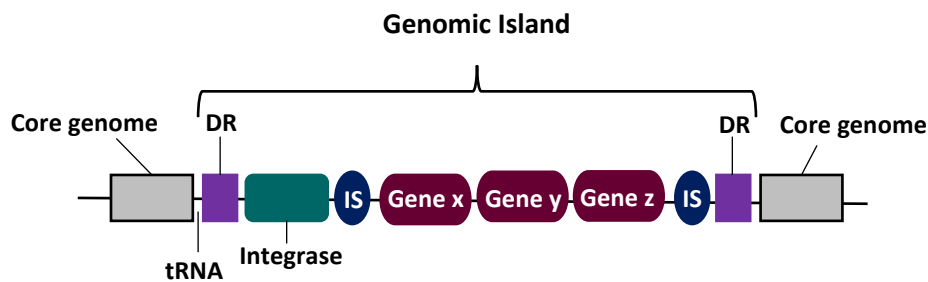 Genomic Island
Core genome DR DR Core genome
IS Gene x Gene y Gene z IS
tRNA Integrase